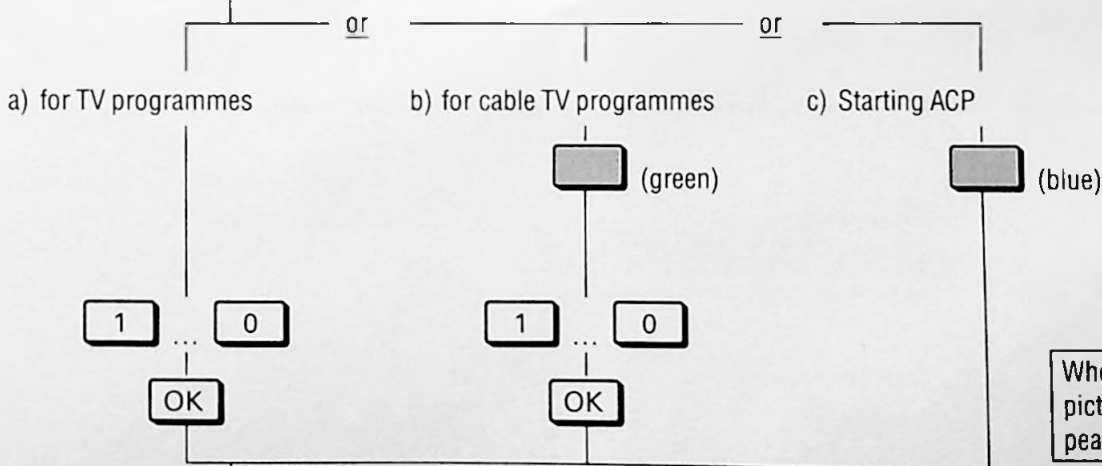 or or
a) for TV programmes b) for cable TV programmes c) Starting ACP
(green) (blue)
1 ... 0 1 ... 0
OK OK